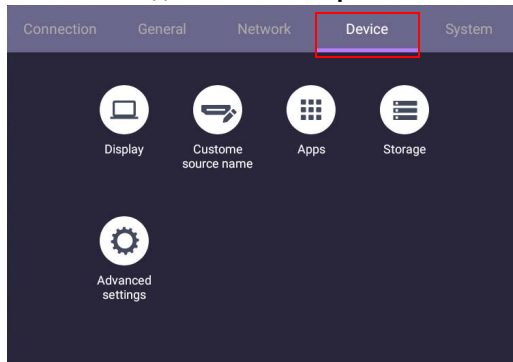 Connection General Network Device System
Display Custome source name Apps Storage
Advanced settings